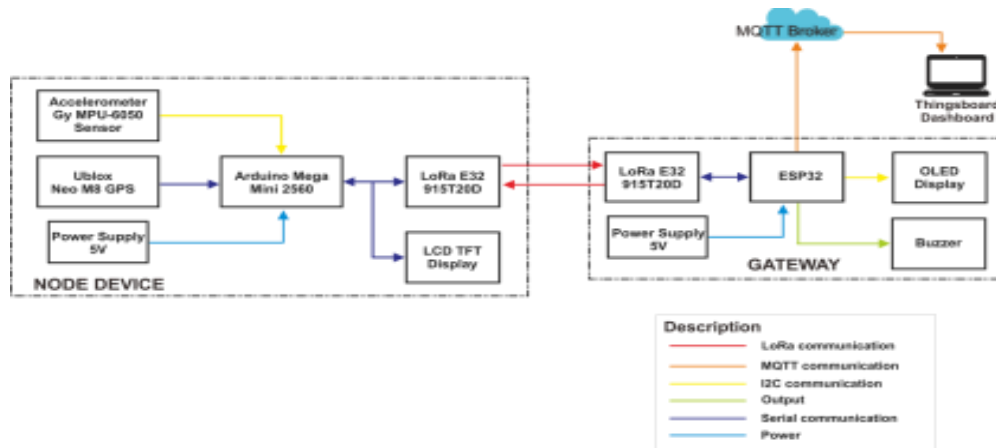 MQTT Broker
Thingsboard
Dashboard
Accelerometer
Gy MPU-6050
Sensor
Ublox
Neo M8 GPS
Power Supply
5V
Arduino Mega
Mini 2560
LoRa E32
915T20D
LCD TFT
Display
NODE DEVICE
LoRa E32
915T20D
Power Supply
5V
ESP32
OLED
Display
Buzzer
GATEWAY
Description
LoRa communication
MQTT communication
I2C communication
Output
Serial communication
Power